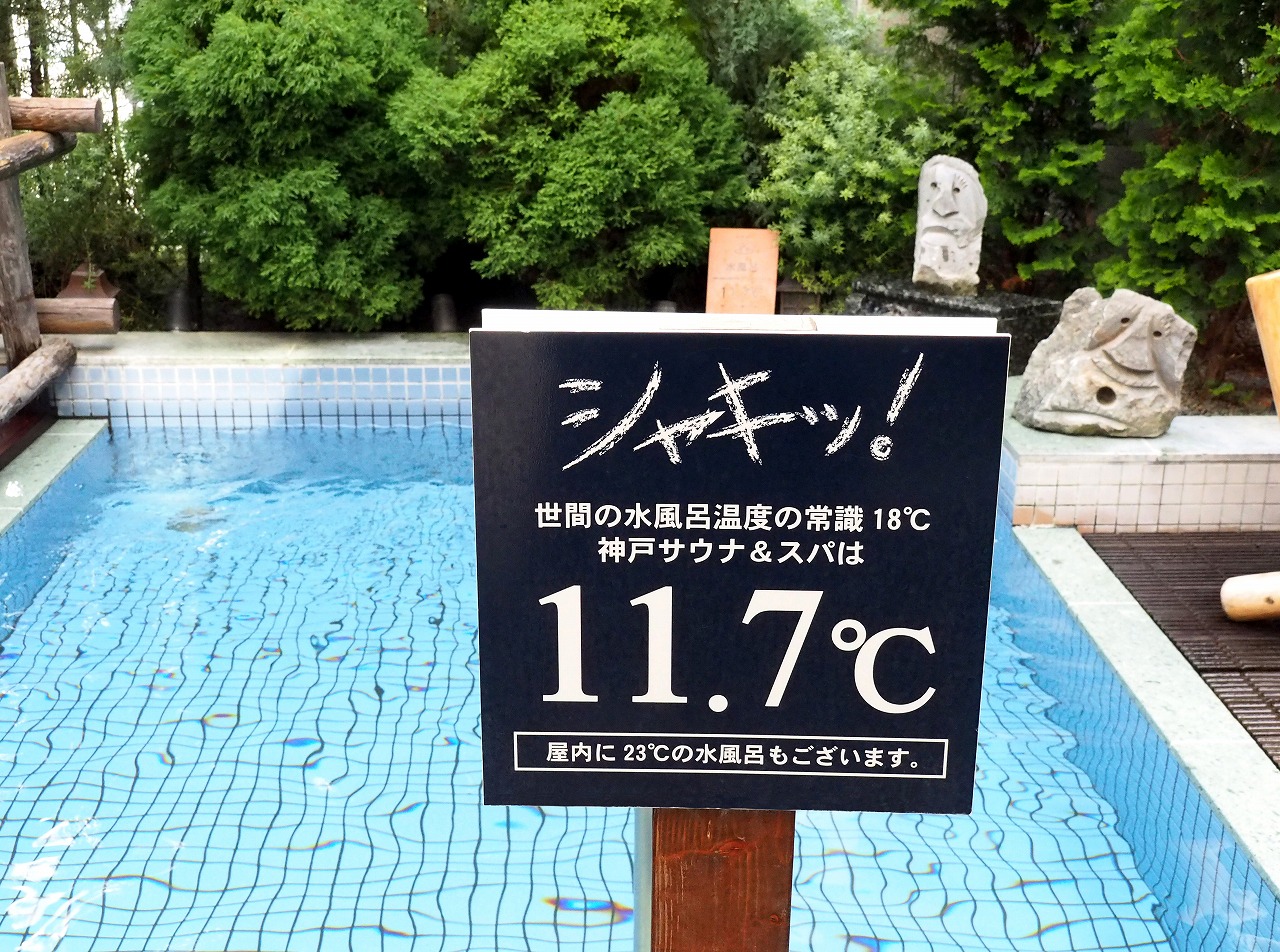 シャキッ!
世間の水風呂温度の常識 18℃
神戸サウナ＆スパは
11.7℃
屋内に 23℃の水風呂もございます。